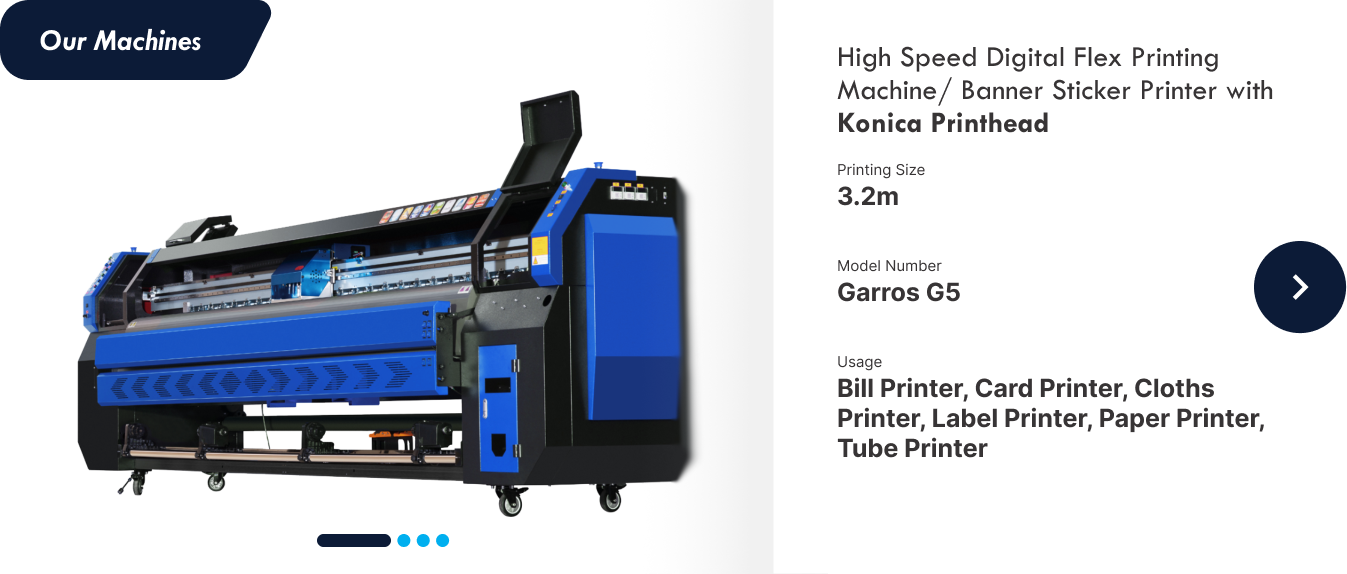 Our Machines
High Speed Digital Flex Printing
Machine/ Banner Sticker Printer with
Konica Printhead
Printing Size
3.2m
Model Number
Garros G5
Usage
Bill Printer, Card Printer, Cloths
Printer, Label Printer, Paper Printer,
Tube Printer